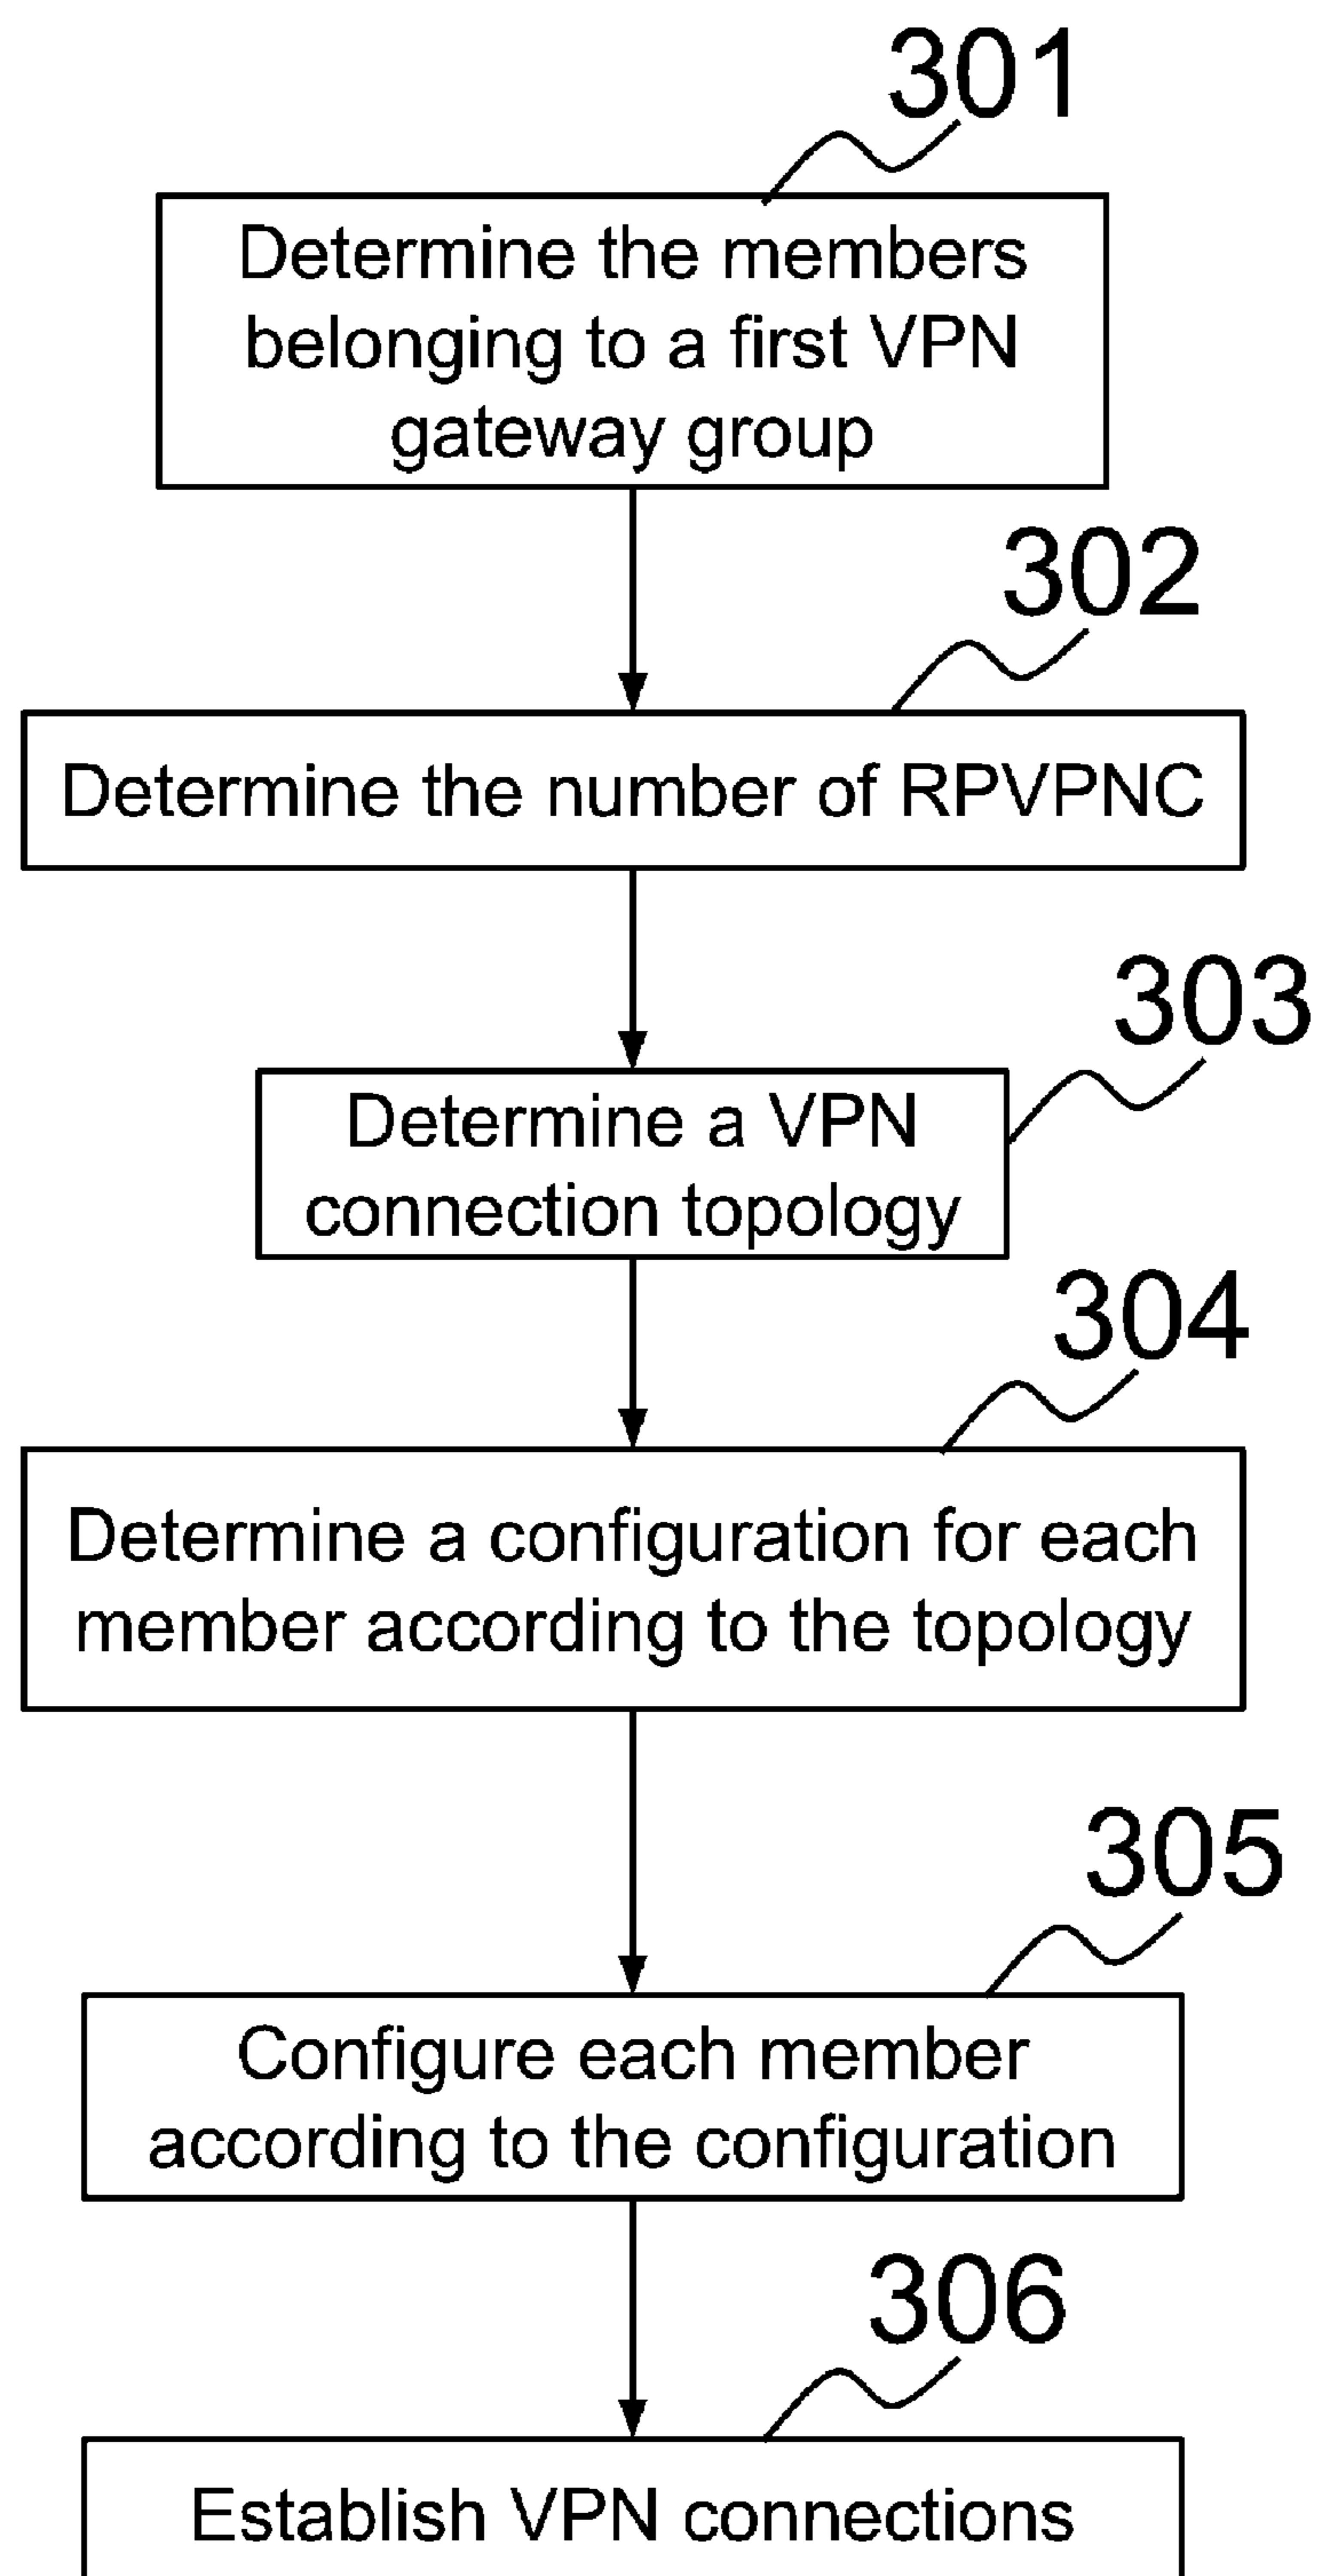 301
Determine the members
belonging to a first VPN
gateway group
302
Determine the number of RPVPNC
303
Determine a VPN
connection topology
304
Determine a configuration for each
member according to the topology
305
Configure each member
according to the configuration
306
Establish VPN connections